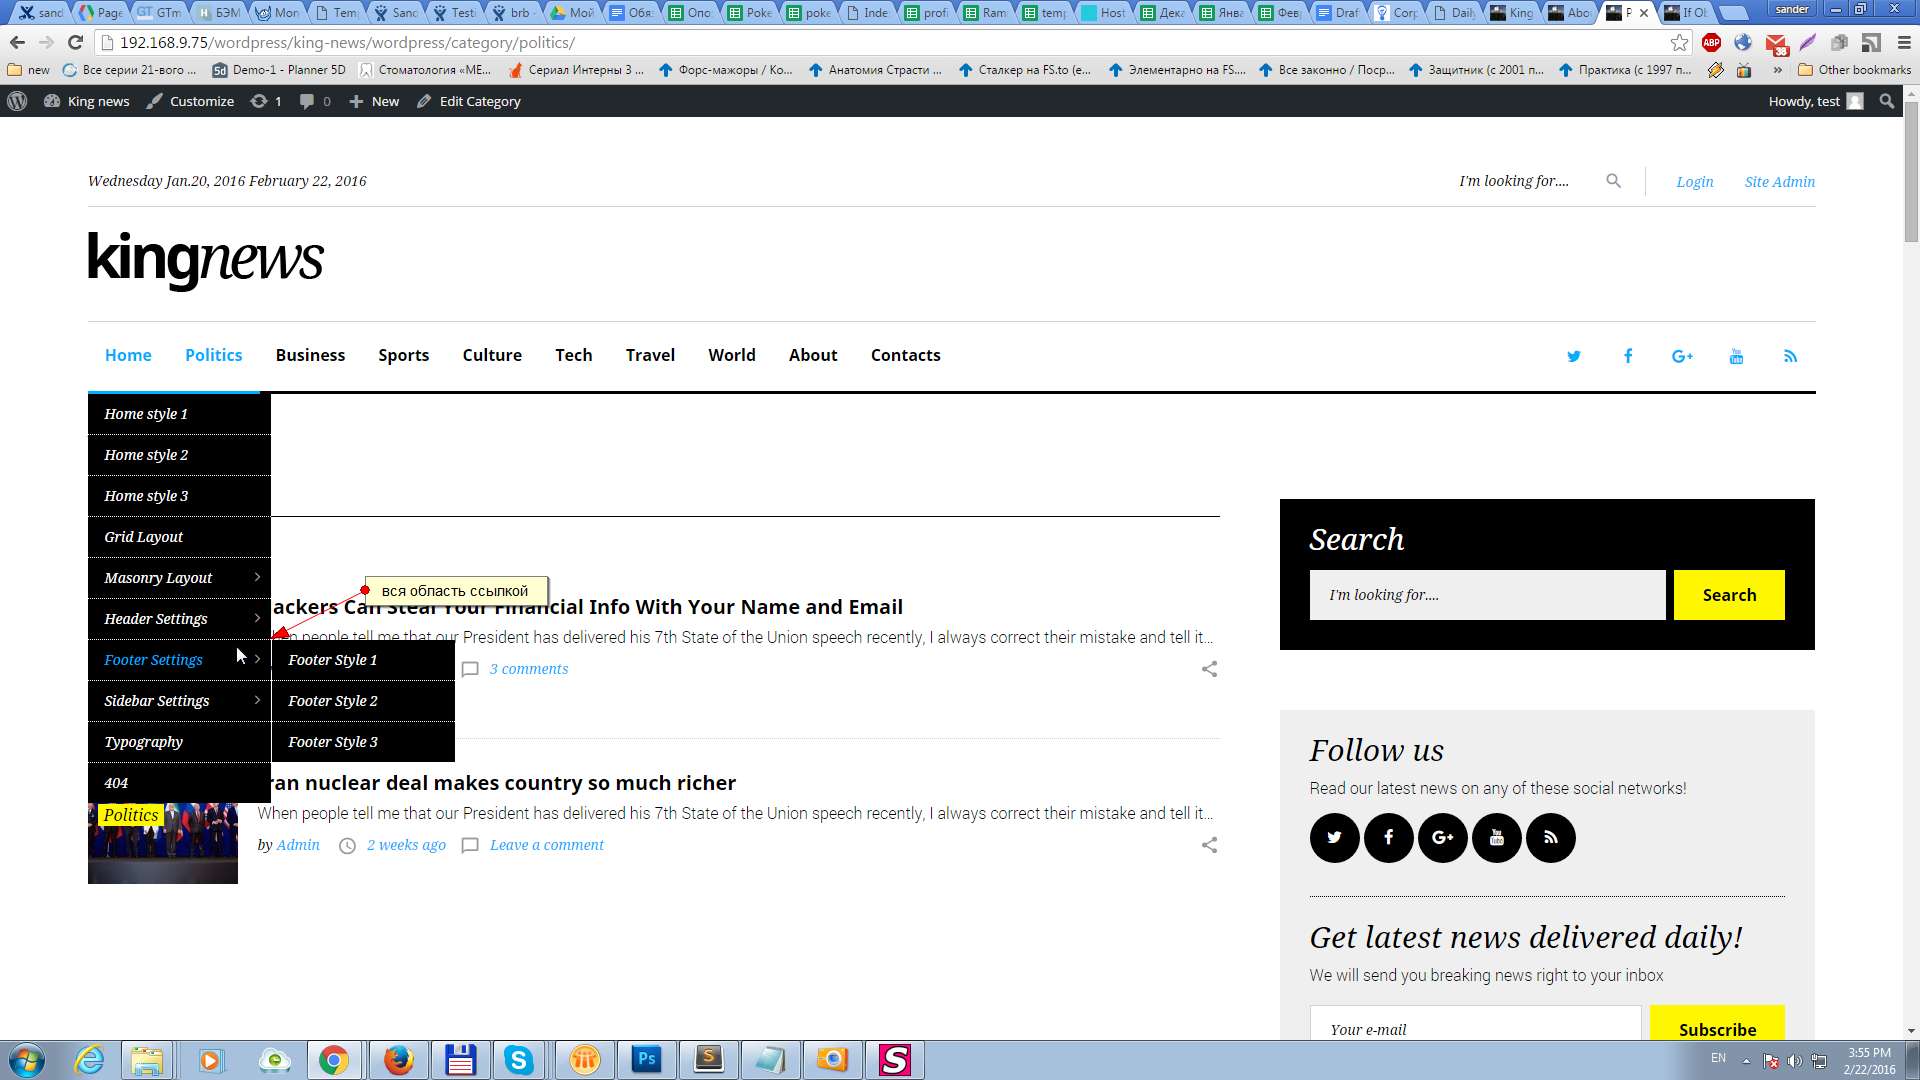 sand Page GTm БЭМ Mon Tem Sand Testi brb Мой Обя: Опо Poke poke Inde: profi Ram temp Host Дека Янва Фев Draf Corp Daily King Abo P If Ob sander
192.168.9.75/wordpress/king-news/wordpress/category/politics/
ABP 38
new Все серии 21-вого ... Demo-1 - Planner 5D Стоматология «МЕ... Сериал Интерны 3 ... Форс-мажоры / Ко... Анатомия Страсти ... Сталкер на FS.to (е... Элементарно на FS.... Все законно / Поср... Защитник (с 2001 п... Практика (с 1997 п... » Other bookmarks
King news Customize 1 0 New Edit Category Howdy, test
Wednesday Jan.20, 2016 February 22, 2016 I'm looking for.... Login Site Admin
kingnews
Home Politics Business Sports Culture Tech Travel World About Contacts
Home style 1
Home style 2
Home style 3
Grid Layout
Masonry Layout
Header Settings
Footer Settings
Sidebar Settings
Typography
404
Footer Style 1
Footer Style 2
Footer Style 3
вся область ссылкой
ackers Can Steal Your Financial Info With Your Name and Email
hen people tell me that our President has delivered his 7th State of the Union speech recently, I always correct their mistake and tell it...
3 comments
ran nuclear deal makes country so much richer
Politics
When people tell me that our President has delivered his 7th State of the Union speech recently, I always correct their mistake and tell it...
by Admin 2 weeks ago Leave a comment
Search
I'm looking for.... Search
Follow us
Read our latest news on any of these social networks!
Get latest news delivered daily!
We will send you breaking news right to your inbox
Your e-mail Subscribe
EN 3:55 PM
2/22/2016